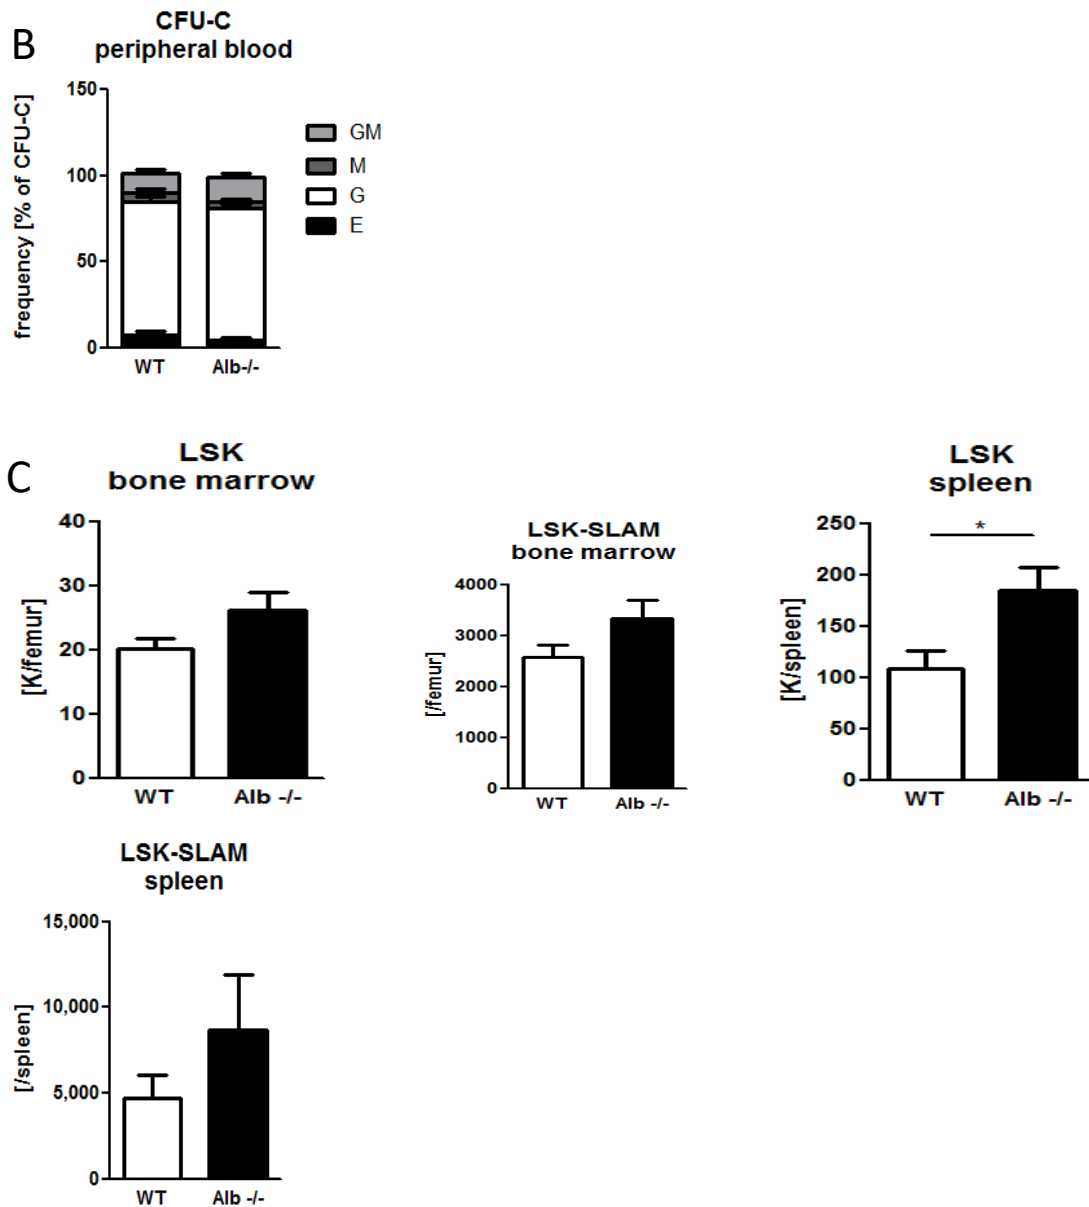 B
CFU-C
peripheral blood
frequency [% of CFU-C]
150
100
50
0
WT Alb-/-
GM
M
G
E
C
LSK
bone marrow
[K/femur]
40
30
20
10
0
WT Alb -/-
LSK-SLAM
bone marrow
[/femur]
4000
3000
2000
1000
0
WT Alb -/-
LSK
spleen
[K/spleen]
250
200
150
100
50
0
*
WT Alb -/-
LSK-SLAM
spleen
[/spleen]
15,000
10,000
5,000
0
WT Alb -/-